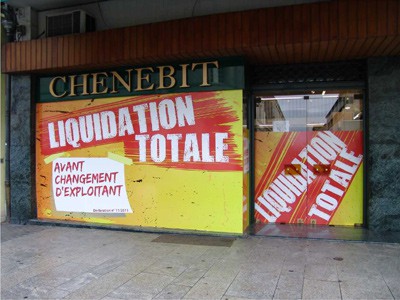 CHENEBIT
LIQUIDATION
TOTALE
AVANT
CHANGEMENT
D'EXPLOITANT
LIQUIDATION
TOTALE